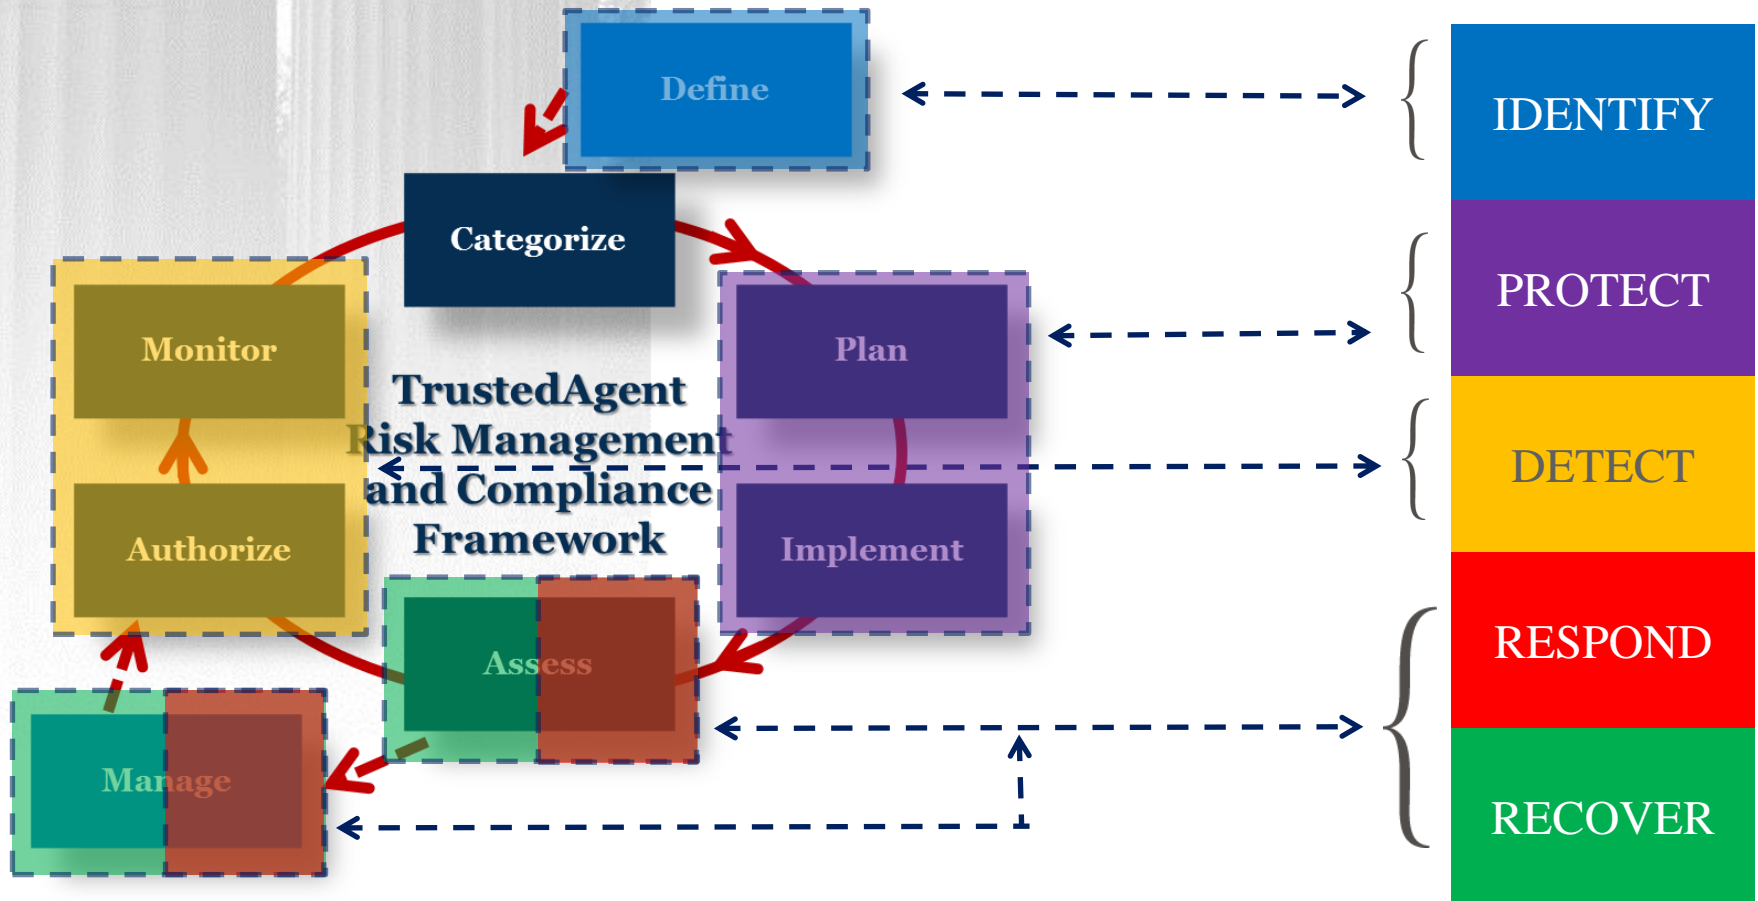 Define
IDENTIFY
Categorize
PROTECT
Monitor
Plan
TrustedAgent
Risk Management
and Compliance
Framework
DETECT
Authorize
Implement
Assess
RESPOND
Manage
RECOVER